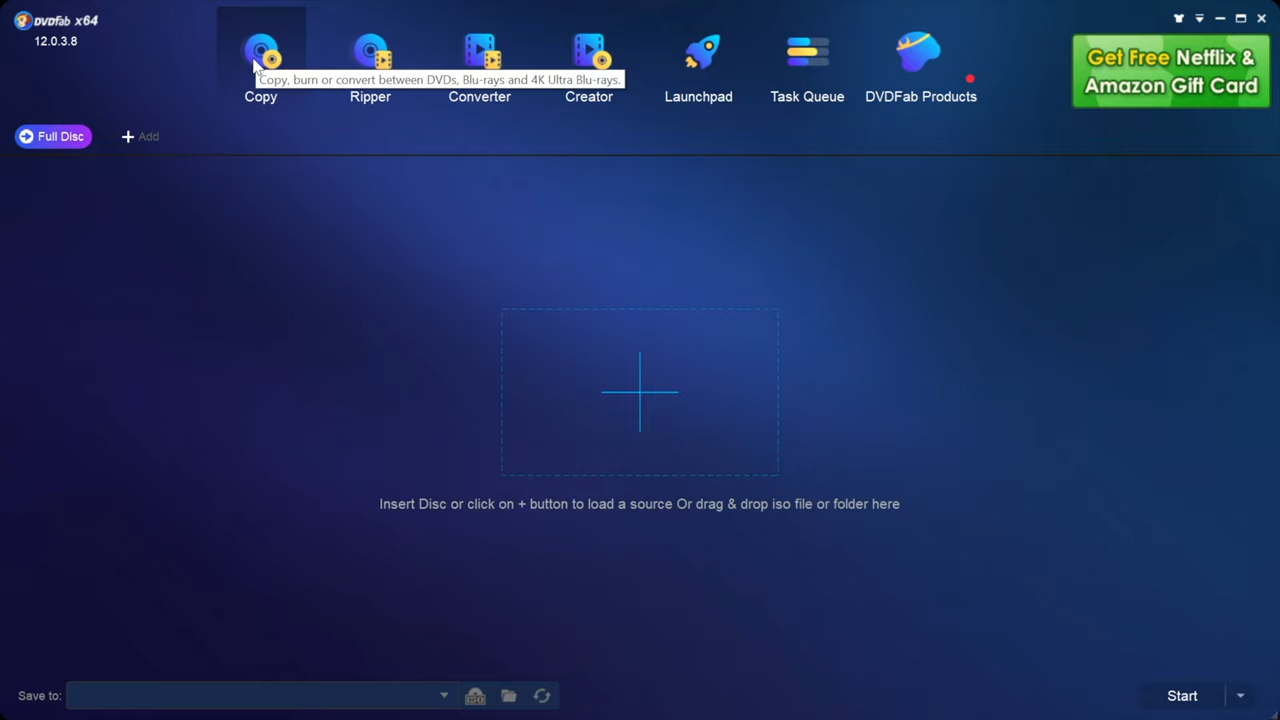 DVDFab x64
12.0.3.8
Copy, burn or convert between DVDs, Blu-rays and 4K Ultra Blu-rays.
Copy
Ripper
Converter
Creator
Launchpad
Task Queue
DVDFab Products
Get Free Netflix &
Amazon Gift Card
Full Disc
Add
Insert Disc or click on + button to load a source Or drag & drop iso file or folder here
Save to:
ISO
Start